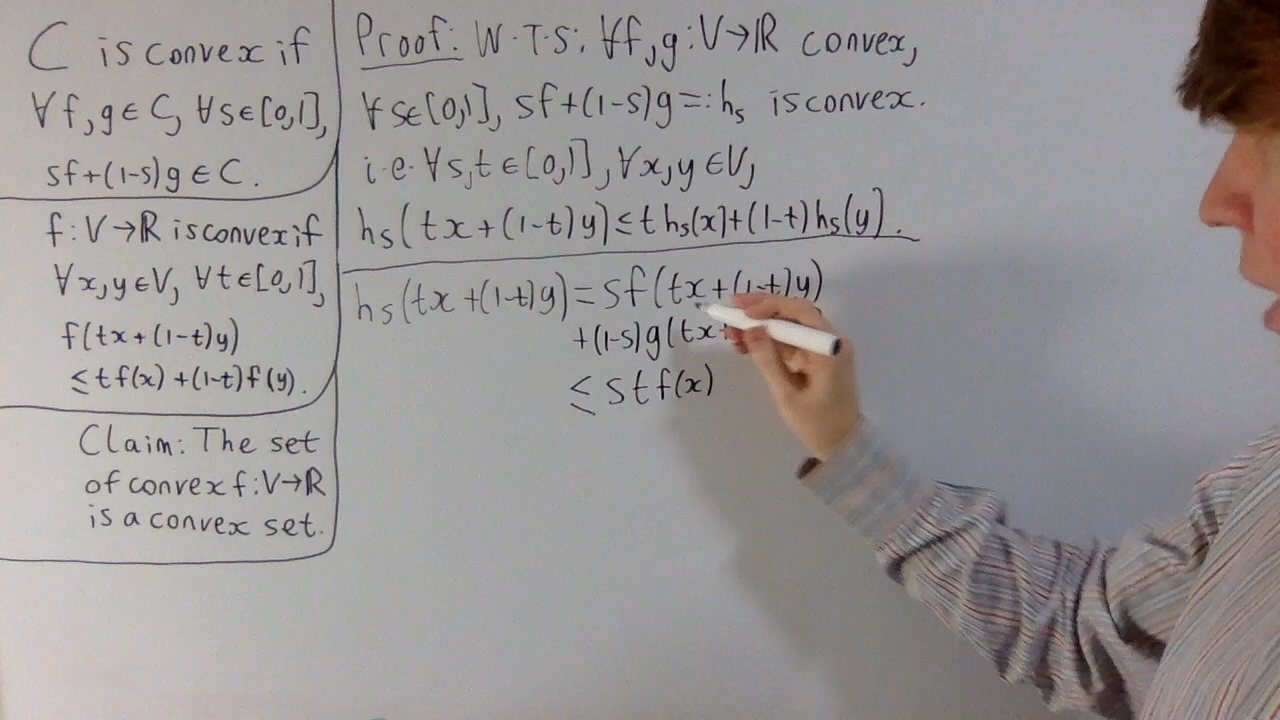 C is convex if
∀f,g∈C, ∀s∈[0,1],
sf+(1-s)g∈C.
f:V→ℝ is convex if
∀x,y∈V, ∀t∈[0,1],
f(tx+(1-t)y)
≤tf(x)+(1-t)f(y).
Claim: The set
of convex f:V→ℝ
is a convex set.
Proof: W.T.S: ∀f,g:V→ℝ convex,
∀s∈[0,1], sf+(1-s)g=:hₛ is convex.
i.e. ∀s,t∈[0,1], ∀x,y∈V,
hₛ(tx+(1-t)y)≤thₛ(x)+(1-t)hₛ(y).
hₛ(tx+(1-t)y)=sf(tx+(1-t)y)
+(1-s)g(tx+
≤stf(x)